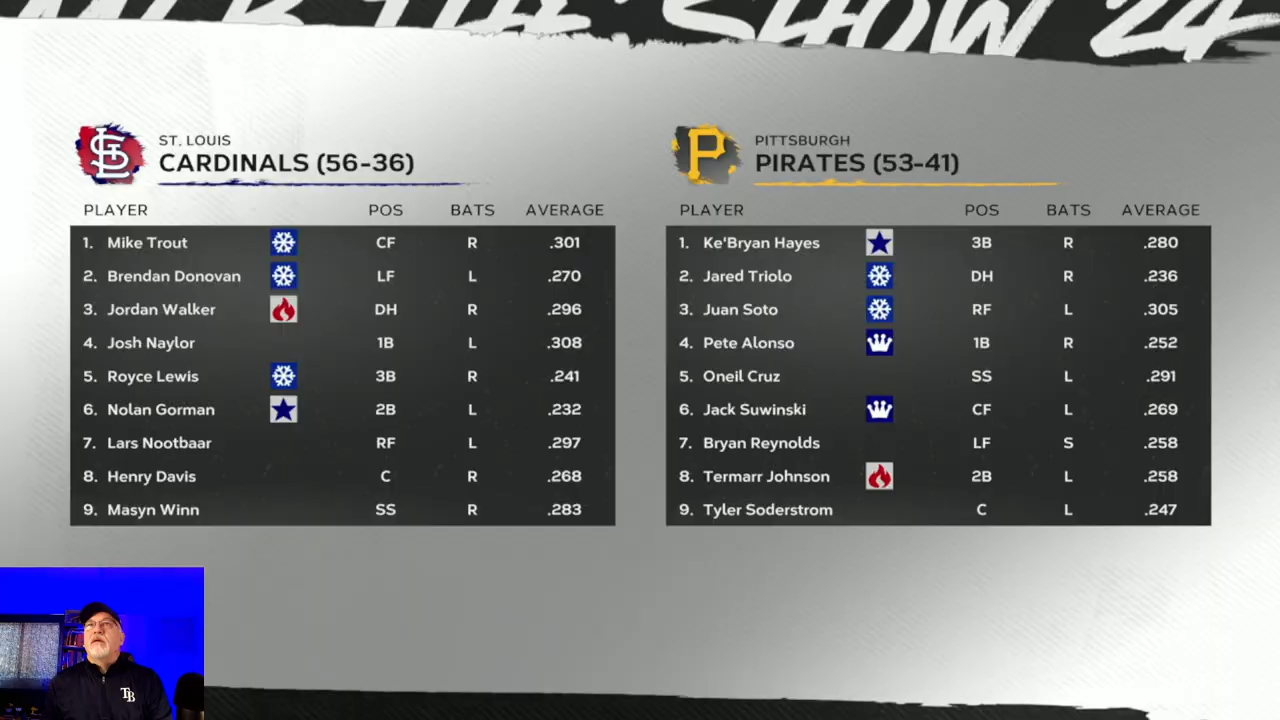 MLB THE SHOW 24
ST. LOUIS
CARDINALS (56-36)
PLAYER POS BATS AVERAGE
1. Mike Trout CF R .301
2. Brendan Donovan LF L .270
3. Jordan Walker DH R .296
4. Josh Naylor 1B L .308
5. Royce Lewis 3B R .241
6. Nolan Gorman 2B L .232
7. Lars Nootbaar RF L .297
8. Henry Davis C R .268
9. Masyn Winn SS R .283
P
PITTSBURGH
PIRATES (53-41)
PLAYER POS BATS AVERAGE
1. Ke'Bryan Hayes 3B R .280
2. Jared Triolo DH R .236
3. Juan Soto RF L .305
4. Pete Alonso 1B R .252
5. Oneil Cruz SS L .291
6. Jack Suwinski CF L .269
7. Bryan Reynolds LF S .258
8. Termarr Johnson 2B L .258
9. Tyler Soderstrom C L .247
TB